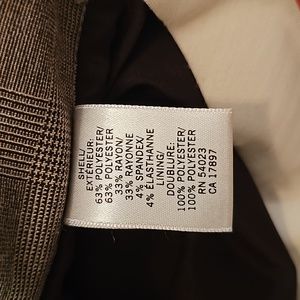 SHELL/
EXTÉRIEUR:
63% POLYESTER/
63% POLYESTER
33% RAYON/
33% RAYONNE
4% SPANDEX/
4% ÉLASTHANNE
LINING/
DOUBLURE:
100% POLYESTER/
100% POLYESTER
RN 54023
CA 17897